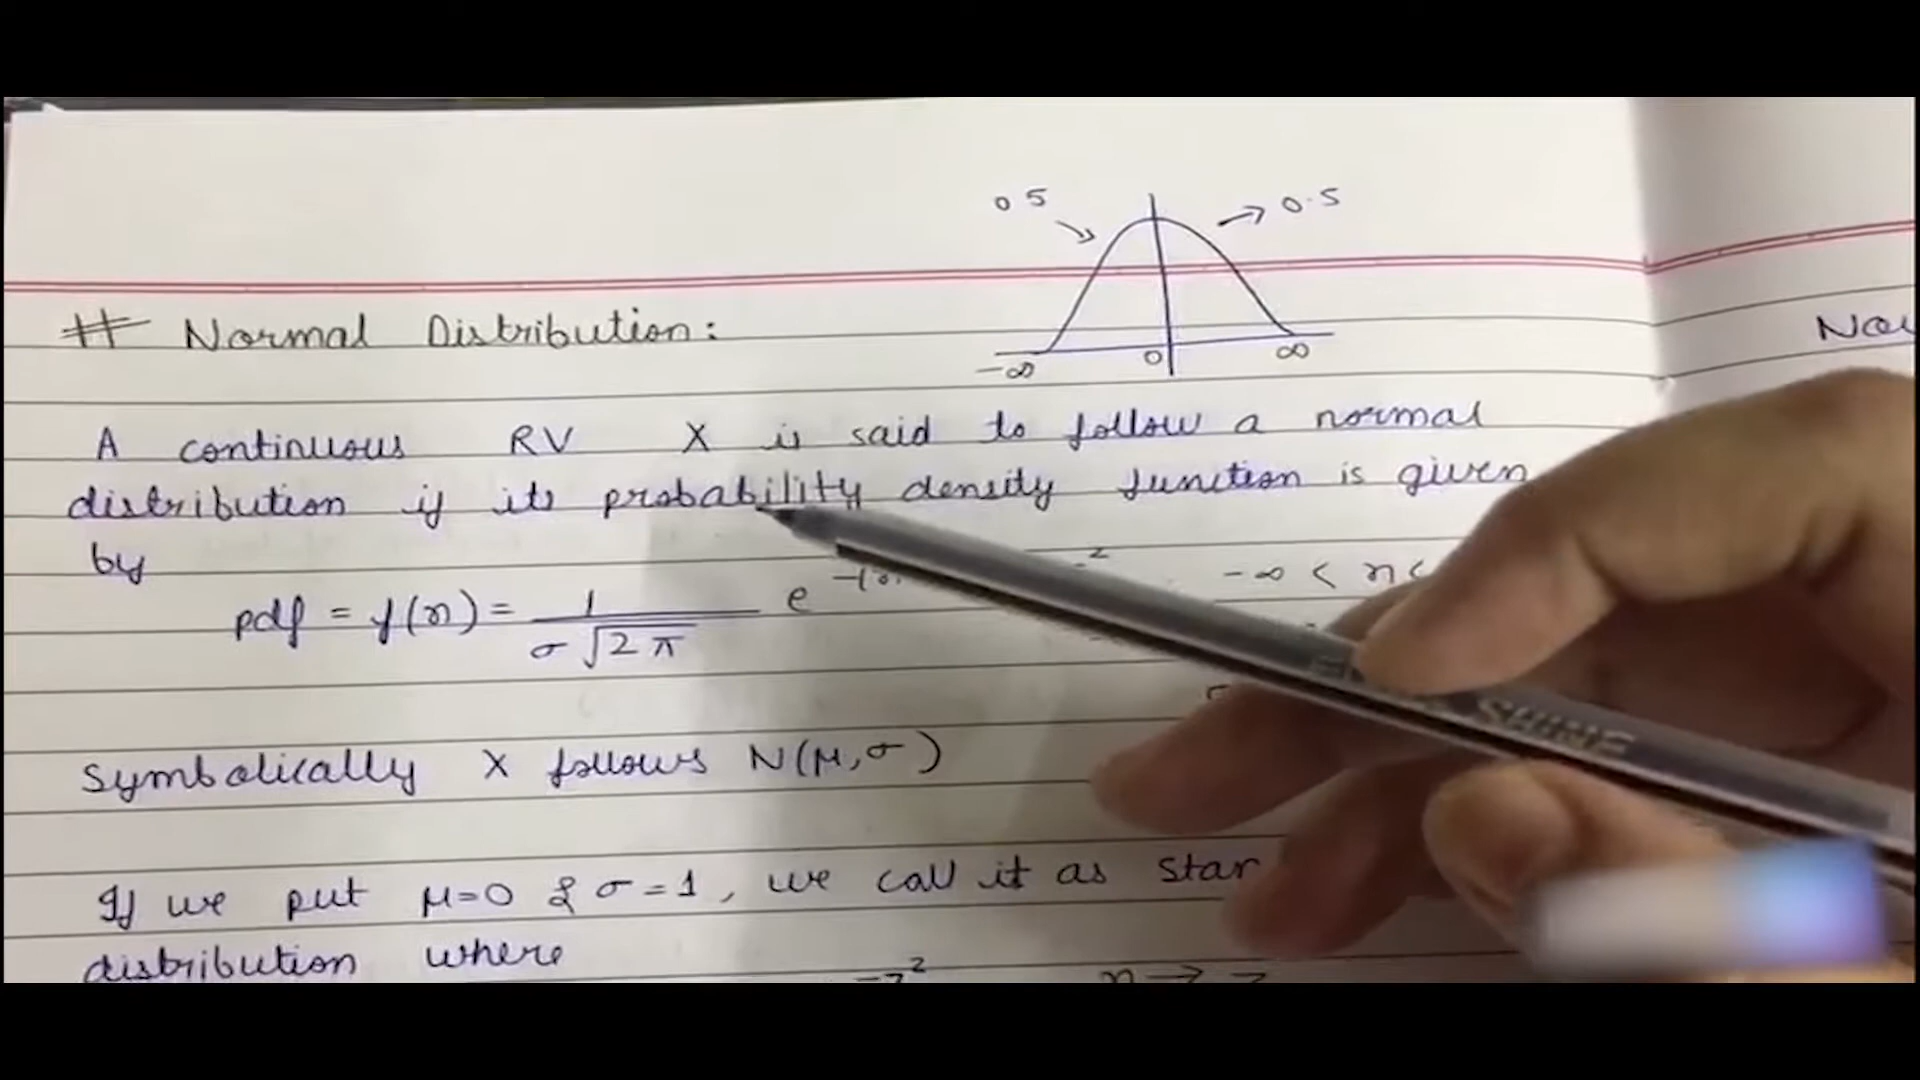 0 5 0.5
# Normal Distribution:
-∞ 0 ∞
A continuous RV X is said to follow a normal
distribution if its probability density function is given
by
pdf = f(x) = 1/σ√2π e 2 -∞ < x <
Symbolically X follows N(μ,σ)
If we put μ=0 & σ=1, we call it as
distribution where
-z² x → z